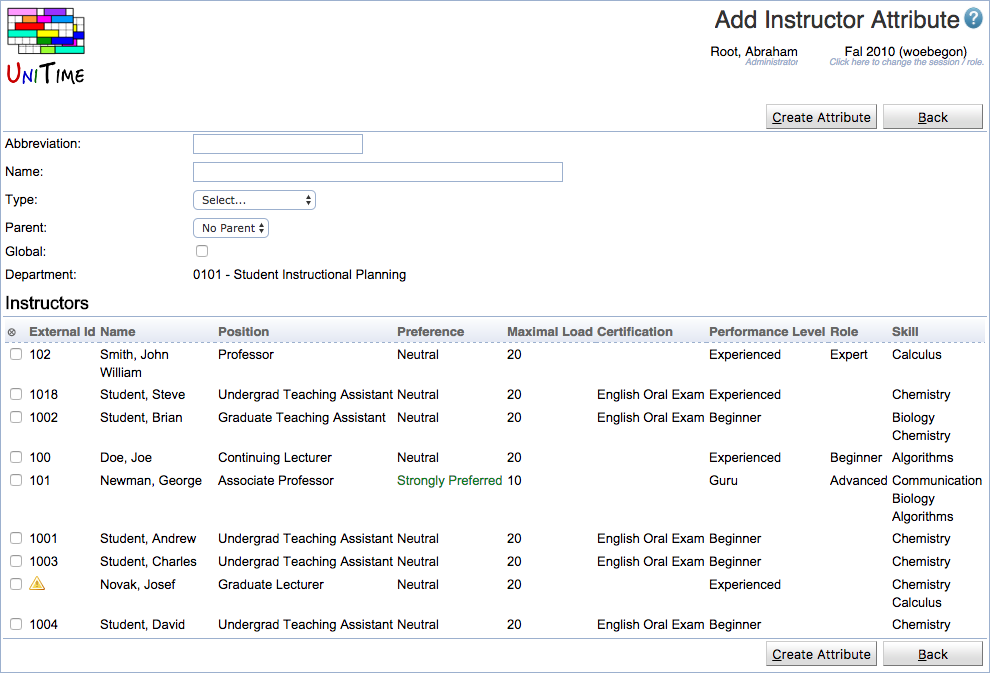 UNITIME
Add Instructor Attribute ?
Root, Abraham Fal 2010 (woebegon)
Administrator Click here to change the session / role.
Create Attribute Back
Abbreviation:
Name:
Type: Select...
Parent: No Parent
Global:
Department: 0101 - Student Instructional Planning
Instructors
External Id Name Position Preference Maximal Load Certification Performance Level Role Skill
102 Smith, John Professor Neutral 20 Experienced Expert Calculus
William
1018 Student, Steve Undergrad Teaching Assistant Neutral 20 English Oral Exam Experienced Chemistry
1002 Student, Brian Graduate Teaching Assistant Neutral 20 English Oral Exam Beginner Biology
Chemistry
100 Doe, Joe Continuing Lecturer Neutral 20 Experienced Beginner Algorithms
101 Newman, George Associate Professor Strongly Preferred 10 Guru Advanced Communication
Biology
Algorithms
1001 Student, Andrew Undergrad Teaching Assistant Neutral 20 English Oral Exam Beginner Chemistry
1003 Student, Charles Undergrad Teaching Assistant Neutral 20 English Oral Exam Beginner Chemistry
Novak, Josef Graduate Lecturer Neutral 20 Experienced Chemistry
Calculus
1004 Student, David Undergrad Teaching Assistant Neutral 20 English Oral Exam Beginner Chemistry
Create Attribute Back